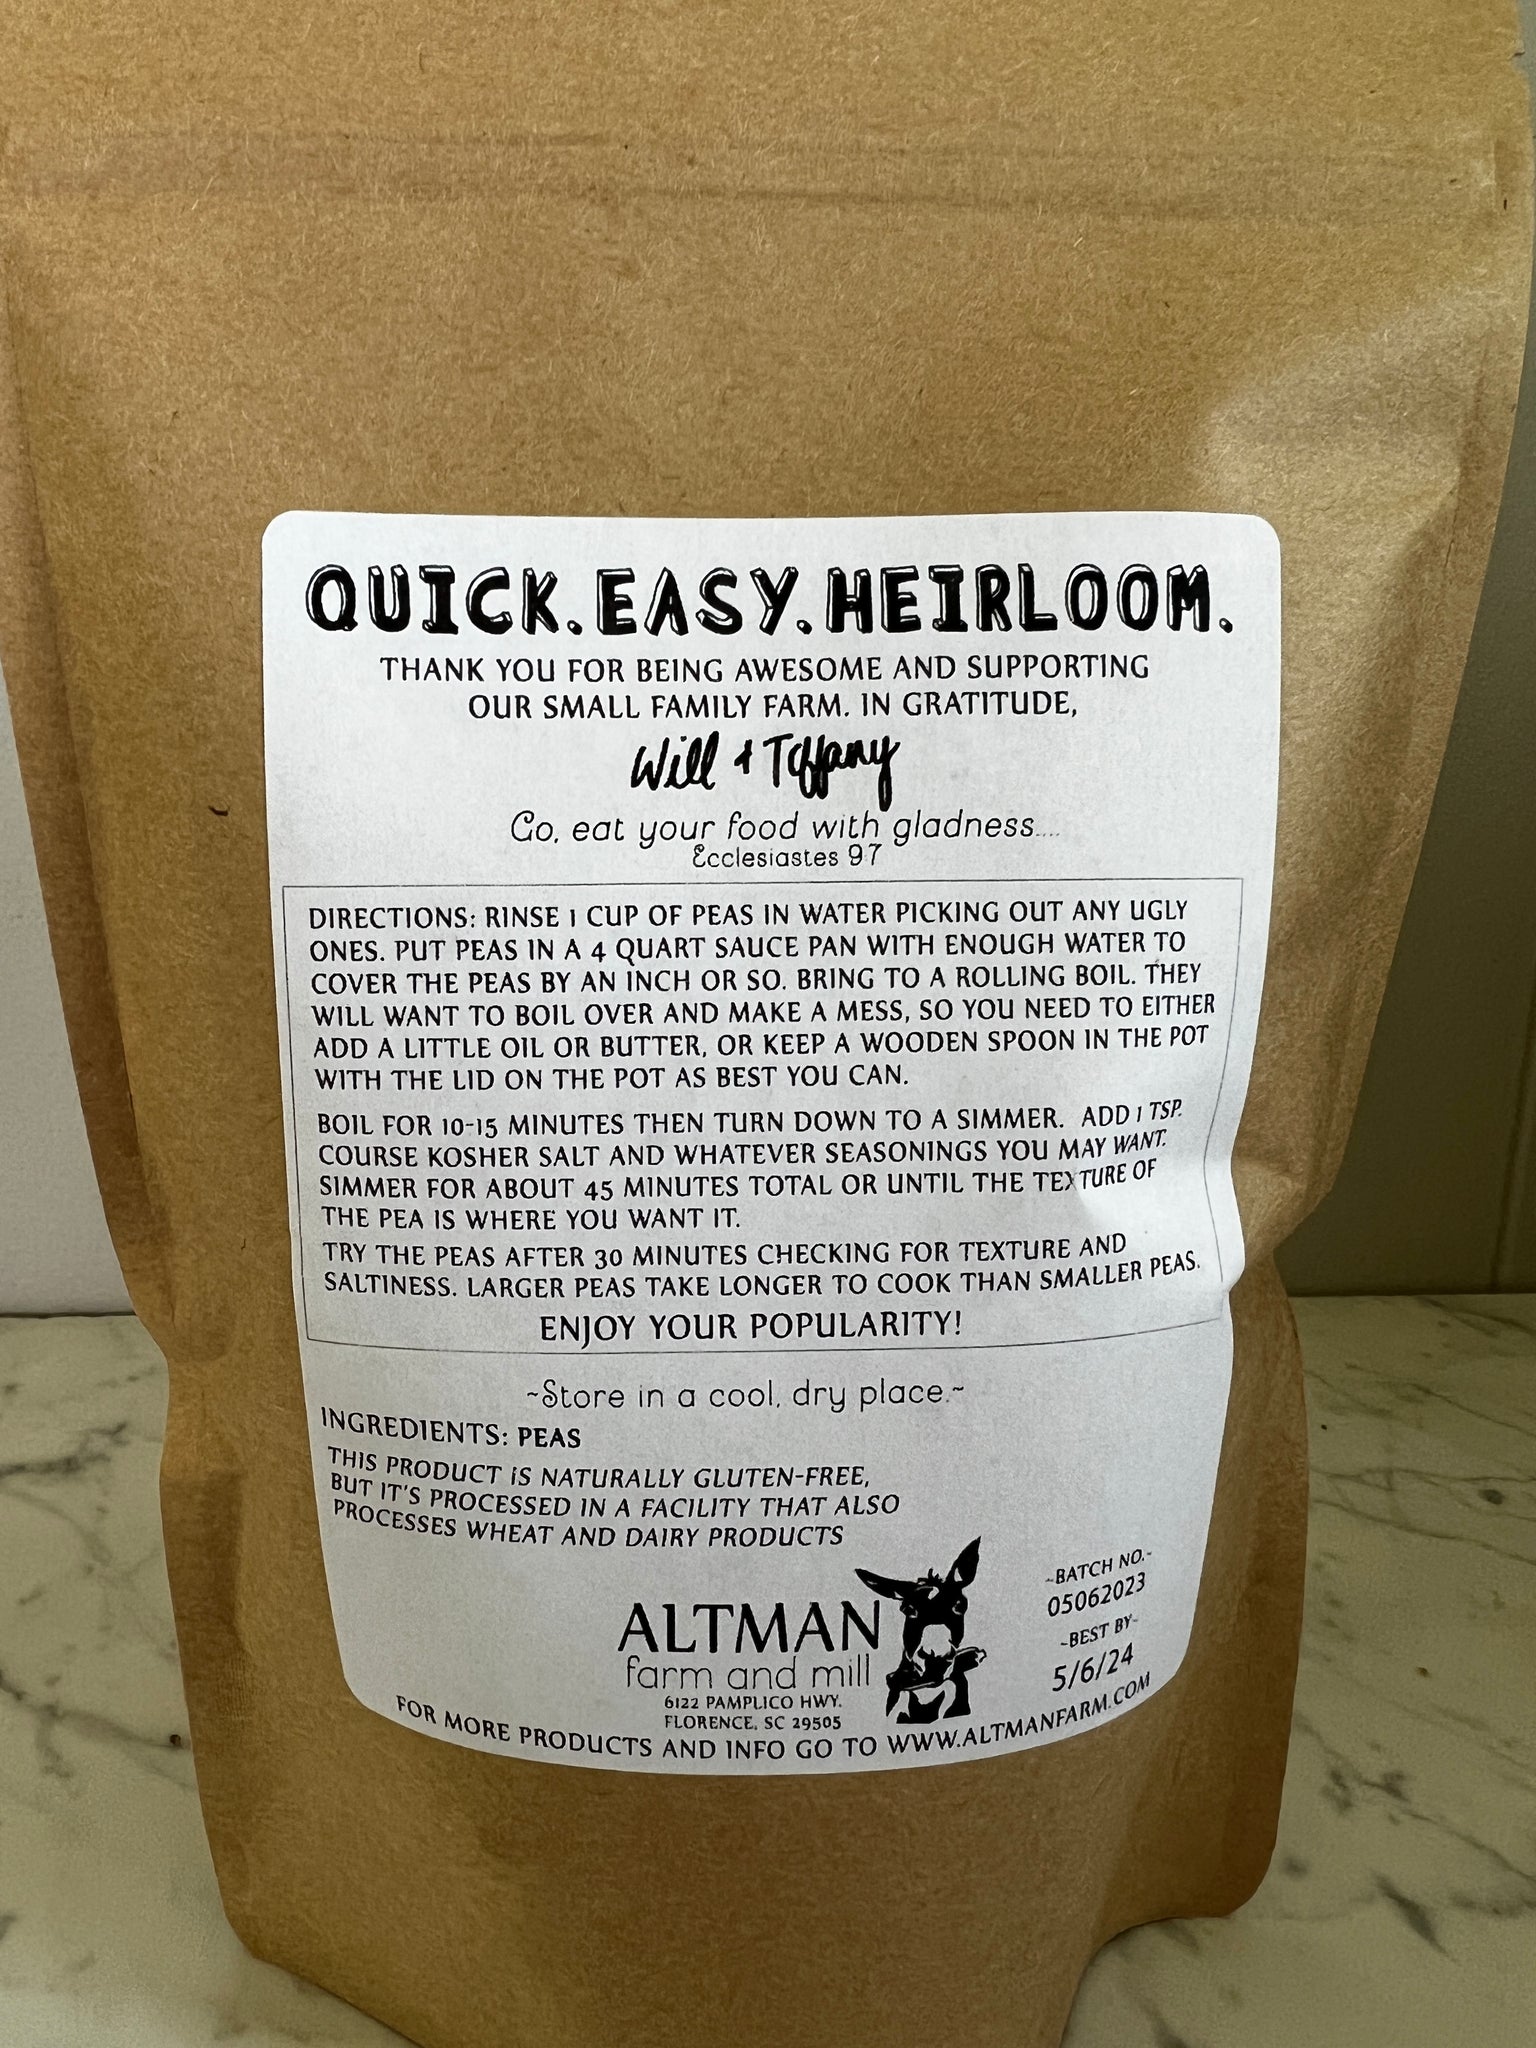 QUICK.EASY.HEIRLOOM.
THANK YOU FOR BEING AWESOME AND SUPPORTING
OUR SMALL FAMILY FARM. IN GRATITUDE,
Will + Tiffany
Go, eat your food with gladness....
Ecclesiastes 9:7
DIRECTIONS: RINSE 1 CUP OF PEAS IN WATER PICKING OUT ANY UGLY
ONES. PUT PEAS IN A 4 QUART SAUCE PAN WITH ENOUGH WATER TO
COVER THE PEAS BY AN INCH OR SO. BRING TO A ROLLING BOIL. THEY
WILL WANT TO BOIL OVER AND MAKE A MESS, SO YOU NEED TO EITHER
ADD A LITTLE OIL OR BUTTER, OR KEEP A WOODEN SPOON IN THE POT
WITH THE LID ON THE POT AS BEST YOU CAN.
BOIL FOR 10-15 MINUTES THEN TURN DOWN TO A SIMMER. ADD 1 TSP.
COURSE KOSHER SALT AND WHATEVER SEASONINGS YOU MAY WANT.
SIMMER FOR ABOUT 45 MINUTES TOTAL OR UNTIL THE TEXTURE OF
THE PEA IS WHERE YOU WANT IT.
TRY THE PEAS AFTER 30 MINUTES CHECKING FOR TEXTURE AND
SALTINESS. LARGER PEAS TAKE LONGER TO COOK THAN SMALLER PEAS.
ENJOY YOUR POPULARITY!
~Store in a cool, dry place.~
INGREDIENTS: PEAS
THIS PRODUCT IS NATURALLY GLUTEN-FREE,
BUT IT'S PROCESSED IN A FACILITY THAT ALSO
PROCESSES WHEAT AND DAIRY PRODUCTS
ALTMAN
farm and mill
6122 PAMPLICO HWY.
FLORENCE, SC 29505
~BATCH NO.~
05062023
~BEST BY~
5/6/24
FOR MORE PRODUCTS AND INFO GO TO WWW.ALTMANFARM.COM